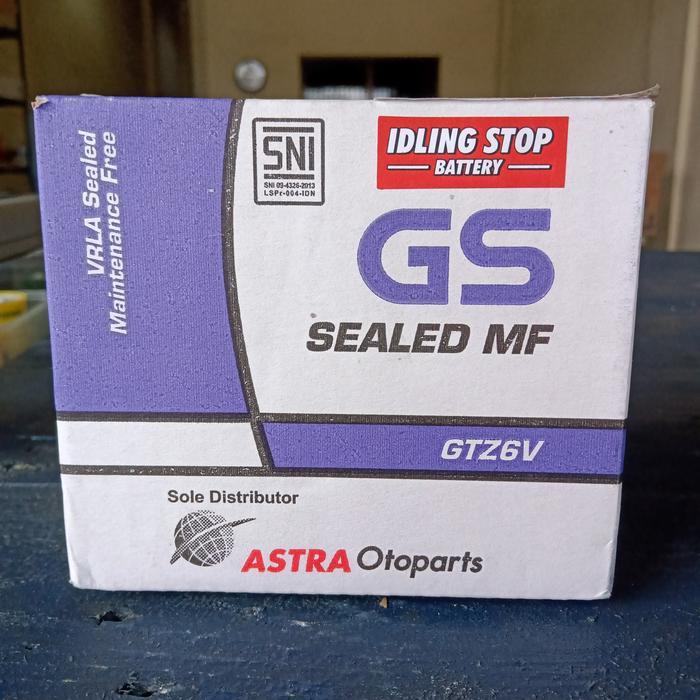 VRLA Sealed
Maintenance Free
SNI
SNI 09-4326-2013
LSPr-004-IDN
IDLING STOP
BATTERY
GS
SEALED MF
GTZ6V
Sole Distributor
ASTRA Otoparts